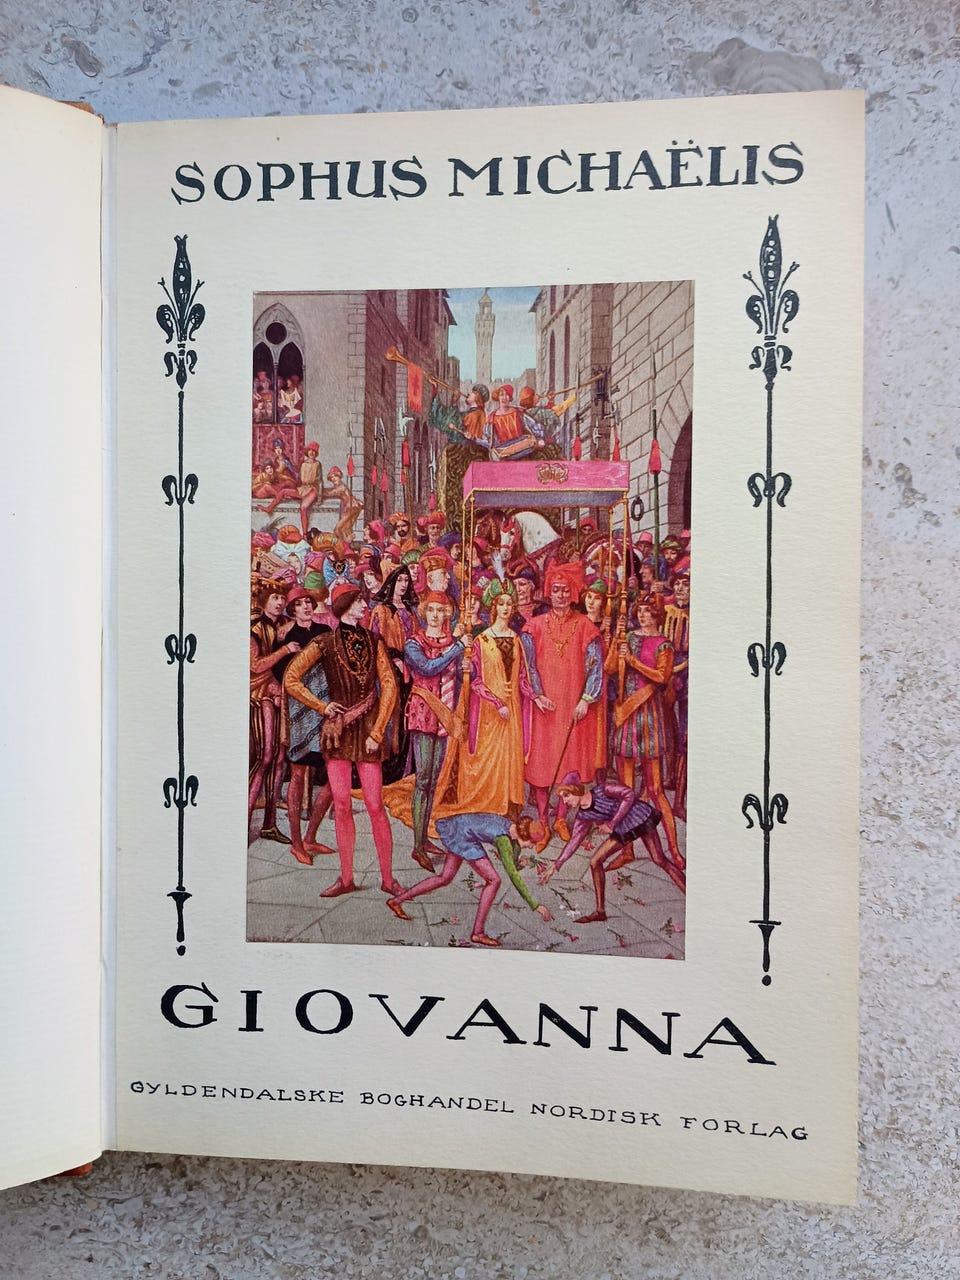 SOPHUS MICHAËLIS
GIOVANNA
GYLDENDALSKE BOGHANDEL NORDISK FORLAG